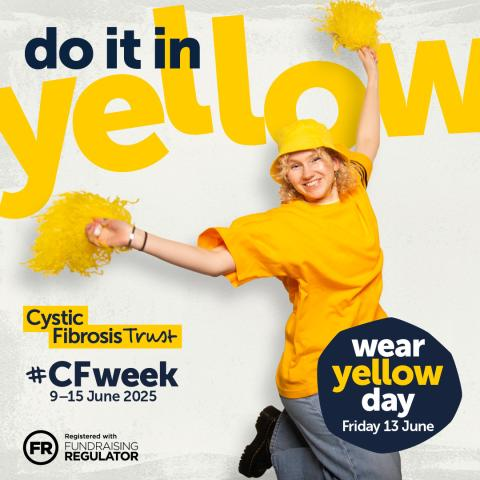 do it in
yellow
Cystic
Fibrosis Trust
#CFweek
9–15 June 2025
wear
yellow
day
Friday 13 June
FR
Registered with
FUNDRAISING
REGULATOR